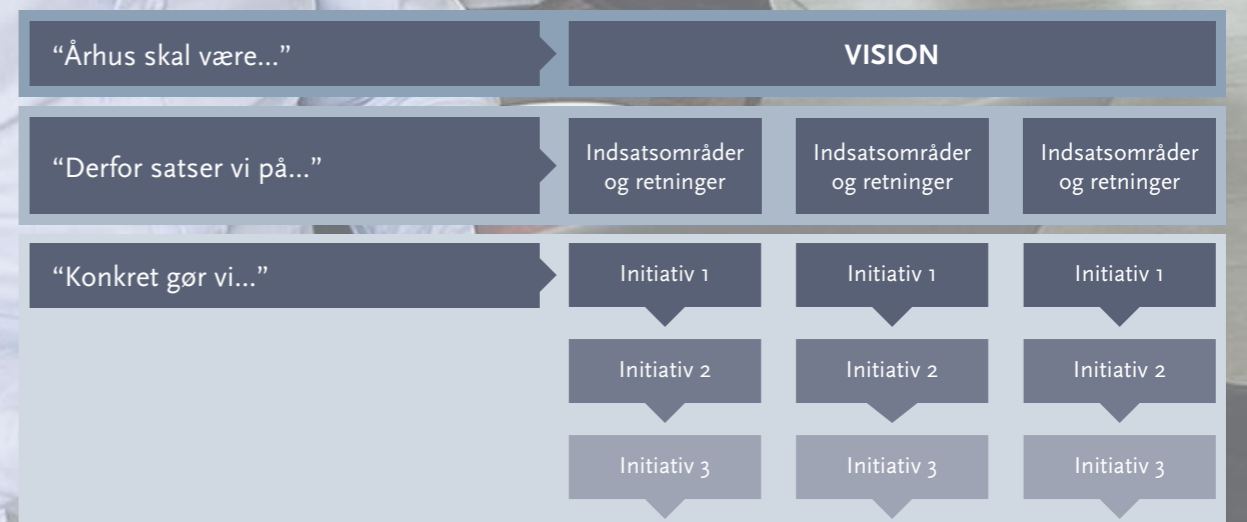 “Århus skal være...”
VISION
“Derfor satser vi på...”
Indsatsområder
og retninger
Indsatsområder
og retninger
Indsatsområder
og retninger
“Konkret gør vi...”
Initiativ 1
Initiativ 1
Initiativ 1
Initiativ 2
Initiativ 2
Initiativ 2
Initiativ 3
Initiativ 3
Initiativ 3